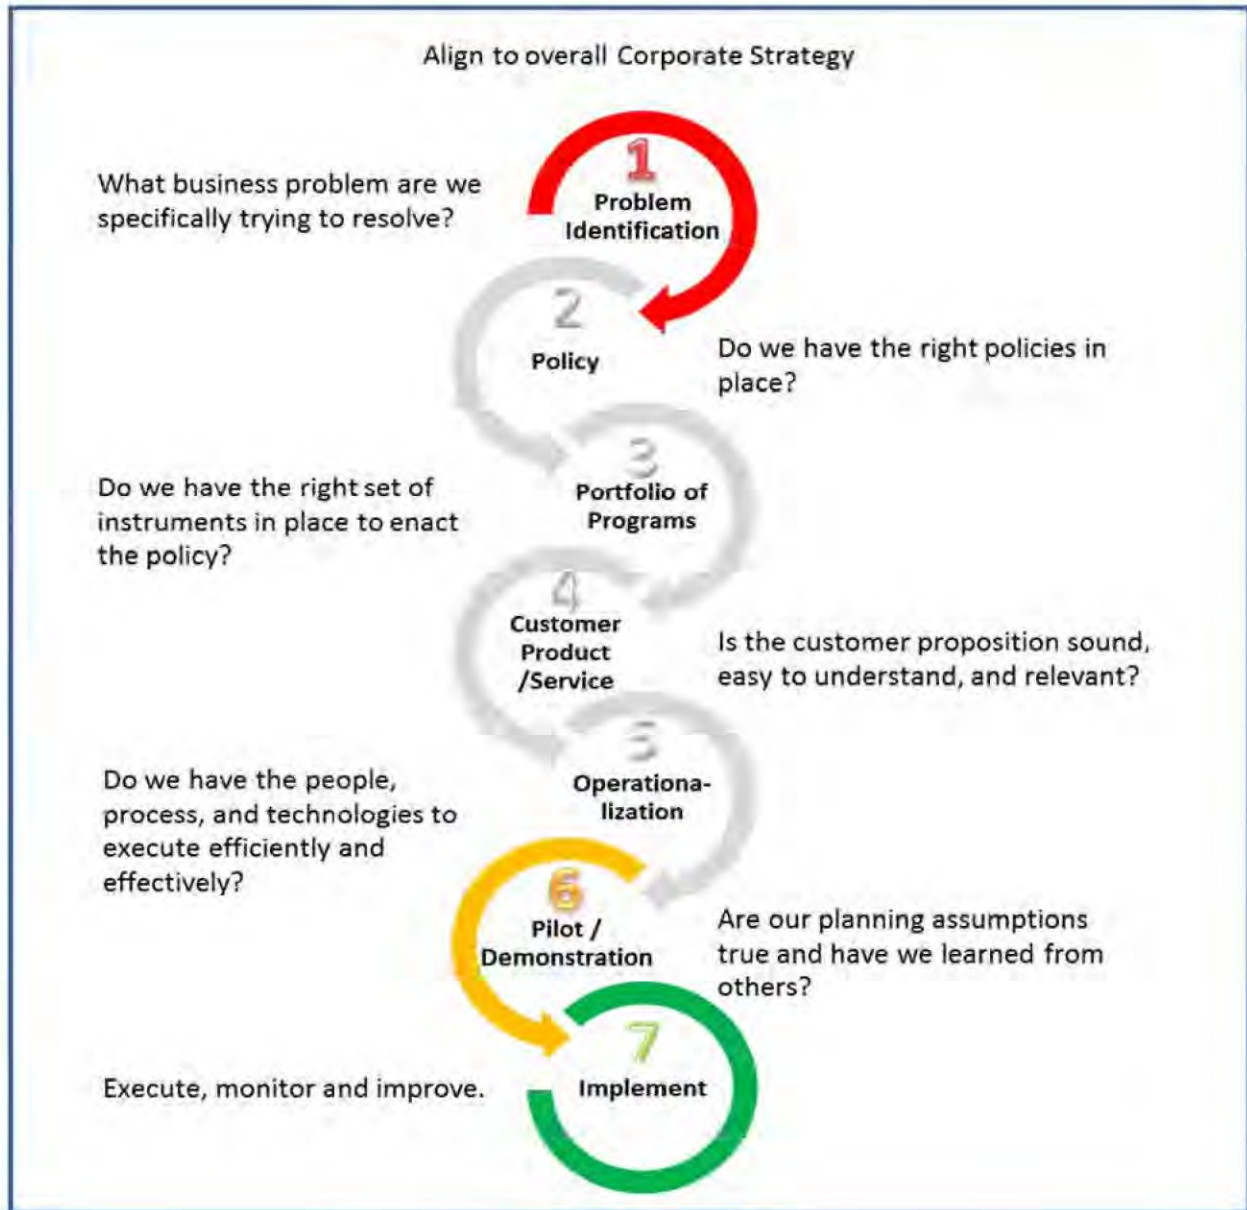 Align to overall Corporate Strategy
1
Problem
Identification
What business problem are we
specifically trying to resolve?
2
Policy
Do we have the right policies in
place?
3
Portfolio of
Programs
Do we have the right set of
instruments in place to enact
the policy?
4
Customer
Product
/Service
Is the customer proposition sound,
easy to understand, and relevant?
5
Operationa-
lization
Do we have the people,
process, and technologies to
execute efficiently and
effectively?
6
Pilot /
Demonstration
Are our planning assumptions
true and have we learned from
others?
7
Implement
Execute, monitor and improve.